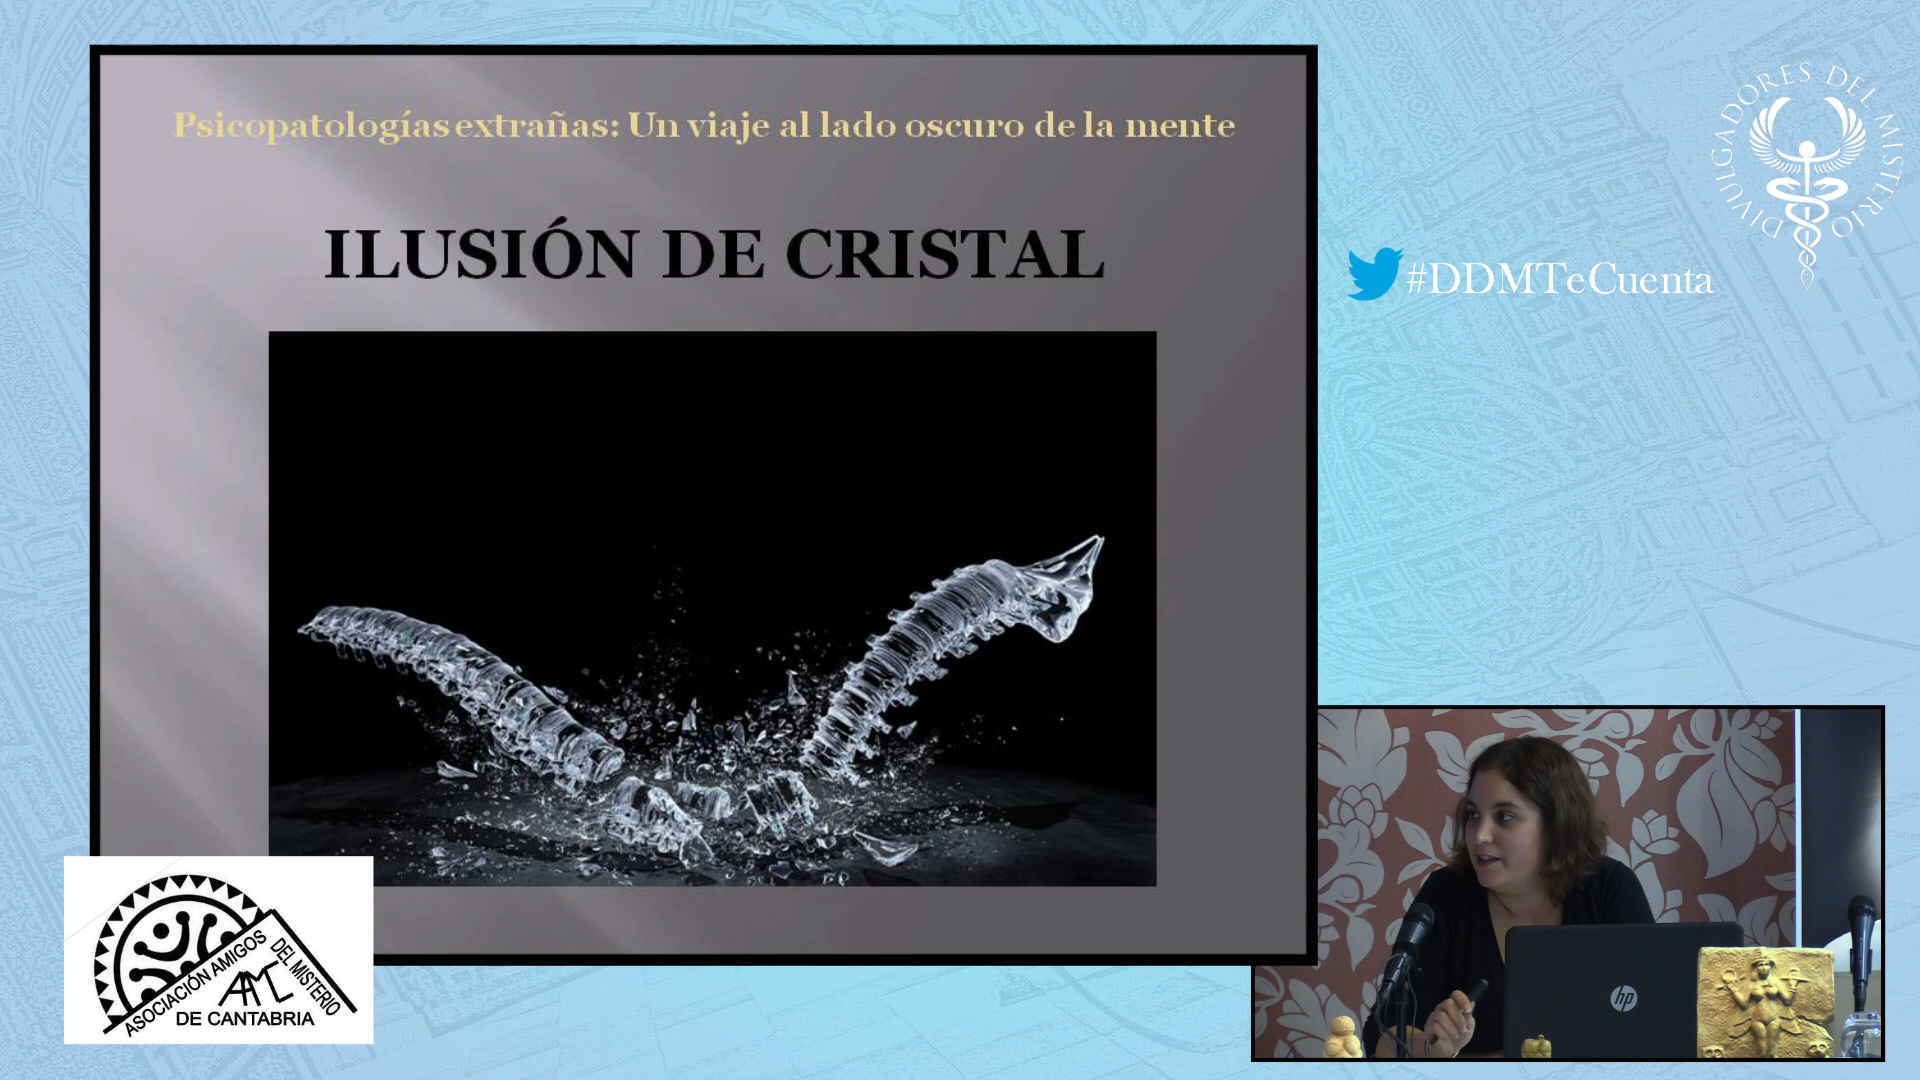 Psicopatologías extrañas: Un viaje al lado oscuro de la mente
ILUSIÓN DE CRISTAL
DIVULGADORES DEL MISTERIO
#DDMTeCuenta
ASOCIACIÓN AMIGOS DEL MISTERIO
AMC
DE CANTABRIA
hp